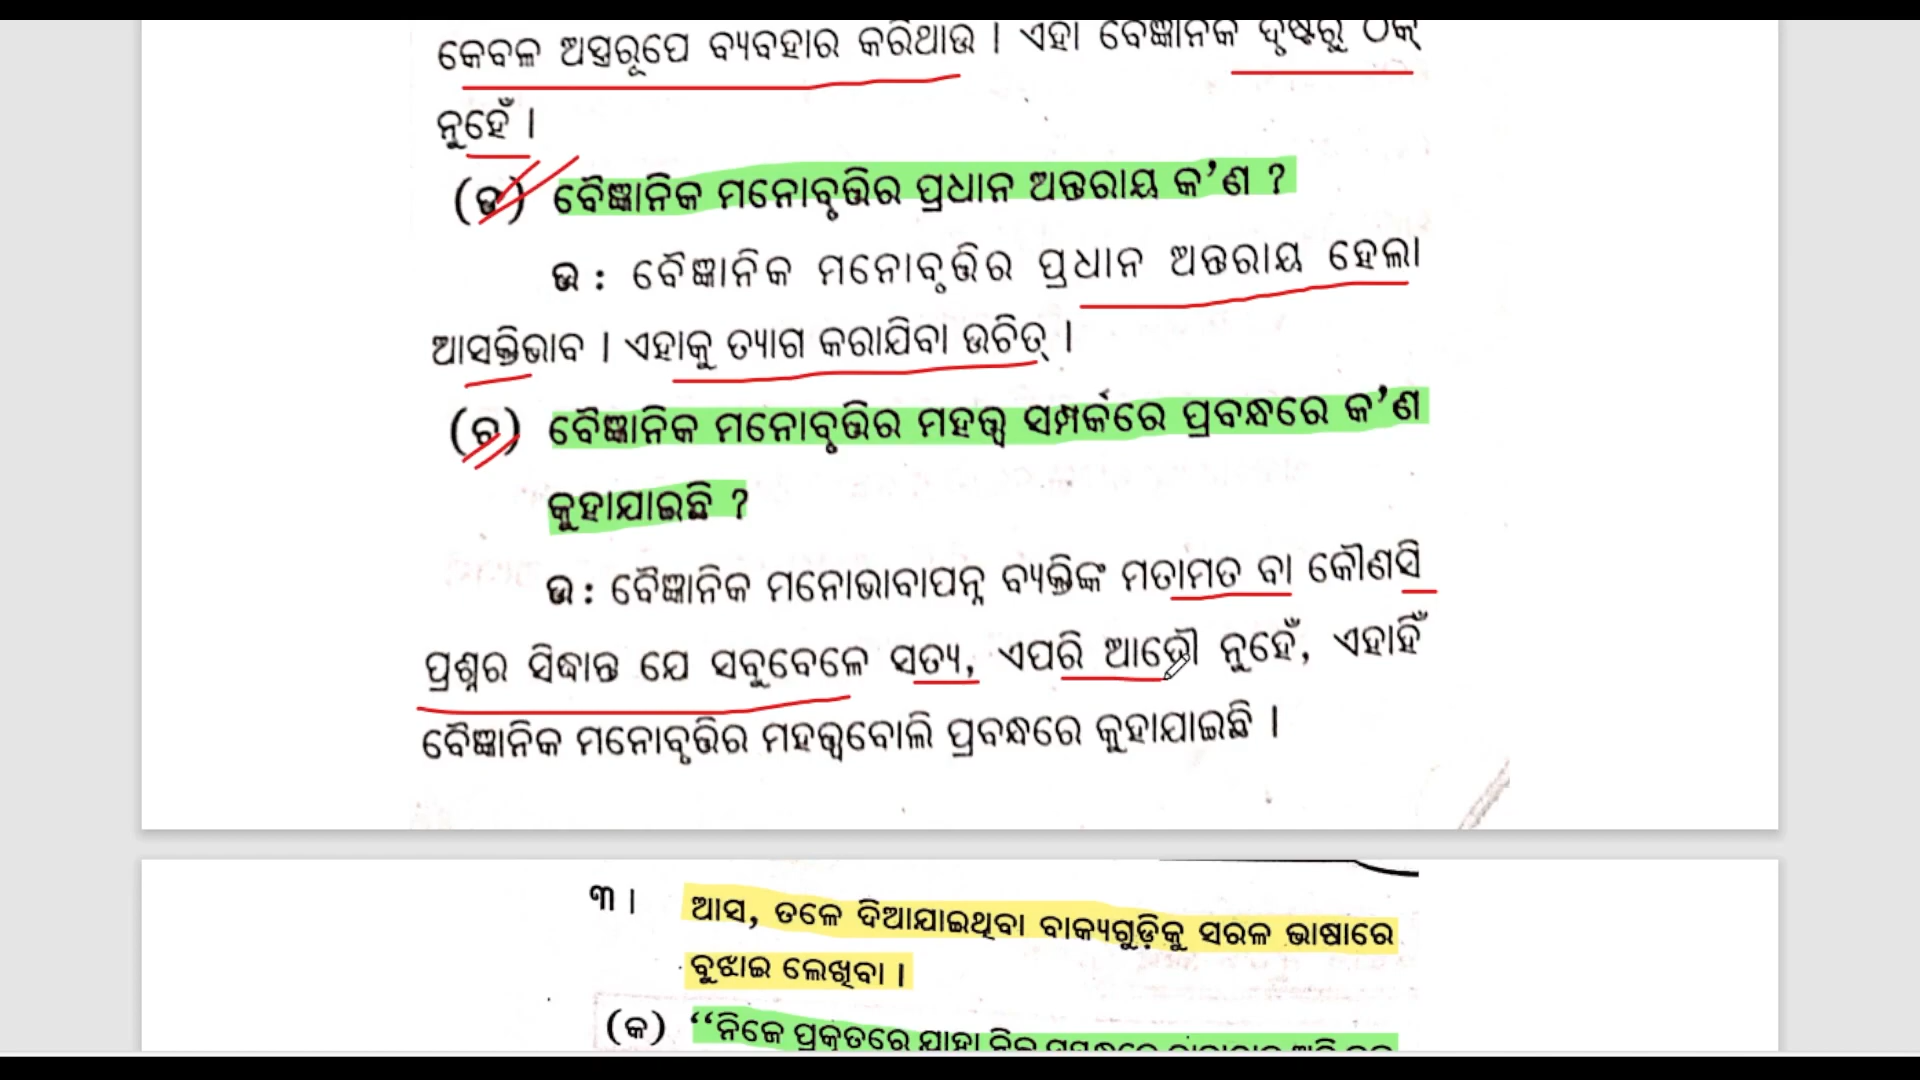 କେବଳ ଅସ୍ତ୍ରରୂପେ ବ୍ୟବହାର କରିଥାଉ । ଏହା ବୈଜ୍ଞାନିକ ଦୃଷ୍ଟିରୁ ଠିକ୍
ନୁହେଁ ।
(ଙ) ବୈଜ୍ଞାନିକ ମନୋବୃତ୍ତିର ପ୍ରଧାନ ଅନ୍ତରାୟ କ’ଣ ?
ଉ : ବୈଜ୍ଞାନିକ ମନୋବୃତ୍ତିର ପ୍ରଧାନ ଅନ୍ତରାୟ ହେଲା
ଆସକ୍ତିଭାବ । ଏହାକୁ ତ୍ୟାଗ କରାଯିବା ଉଚିତ୍ ।
(ଚ) ବୈଜ୍ଞାନିକ ମନୋବୃତ୍ତିର ମହତ୍ତ୍ୱ ସମ୍ପର୍କରେ ପ୍ରବନ୍ଧରେ କ’ଣ
କୁହାଯାଇଛି ?
ଉ : ବୈଜ୍ଞାନିକ ମନୋଭାବାପନ୍ନ ବ୍ୟକ୍ତିଙ୍କ ମତାମତ ବା କୌଣସି
ପ୍ରଶ୍ନର ସିଦ୍ଧାନ୍ତ ଯେ ସବୁବେଳେ ସତ୍ୟ, ଏପରି ଆଦୌ ନୁହେଁ, ଏହାହିଁ
ବୈଜ୍ଞାନିକ ମନୋବୃତ୍ତିର ମହତ୍ତ୍ୱବୋଲି ପ୍ରବନ୍ଧରେ କୁହାଯାଇଛି ।
୩ । ଆସ, ତଳେ ଦିଆଯାଇଥିବା ବାକ୍ୟଗୁଡ଼ିକୁ ସରଳ ଭାଷାରେ
ବୁଝାଇ ଲେଖିବା ।
(କ) ‘‘ନିଜେ ପ୍ରକୃତରେ ଯାହା